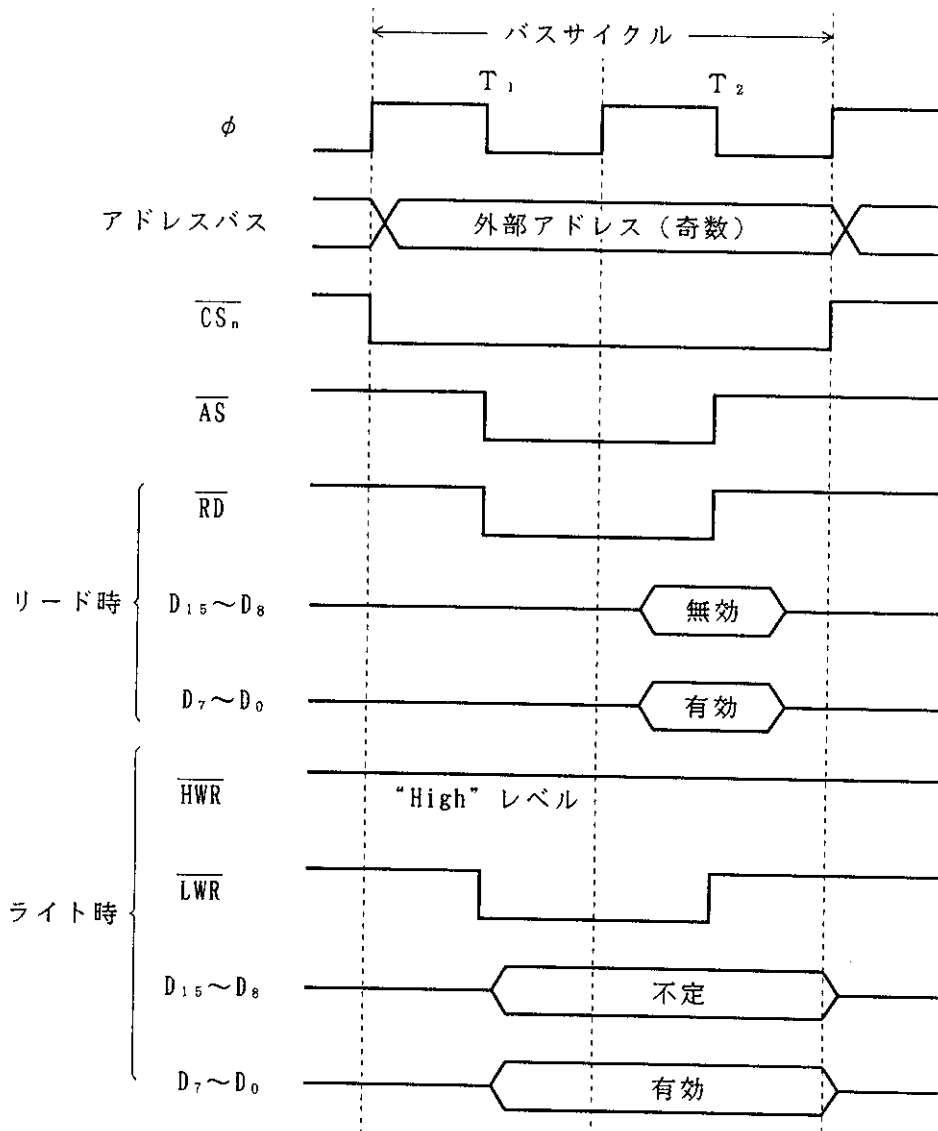 バスサイクル
T₁ T₂
φ
アドレスバス 外部アドレス（奇数）
CSₙ
AS
RD
リード時 D₁₅〜D₈ 無効
D₇〜D₀ 有効
HWR "High"レベル
LWR
ライト時
D₁₅〜D₈ 不定
D₇〜D₀ 有効